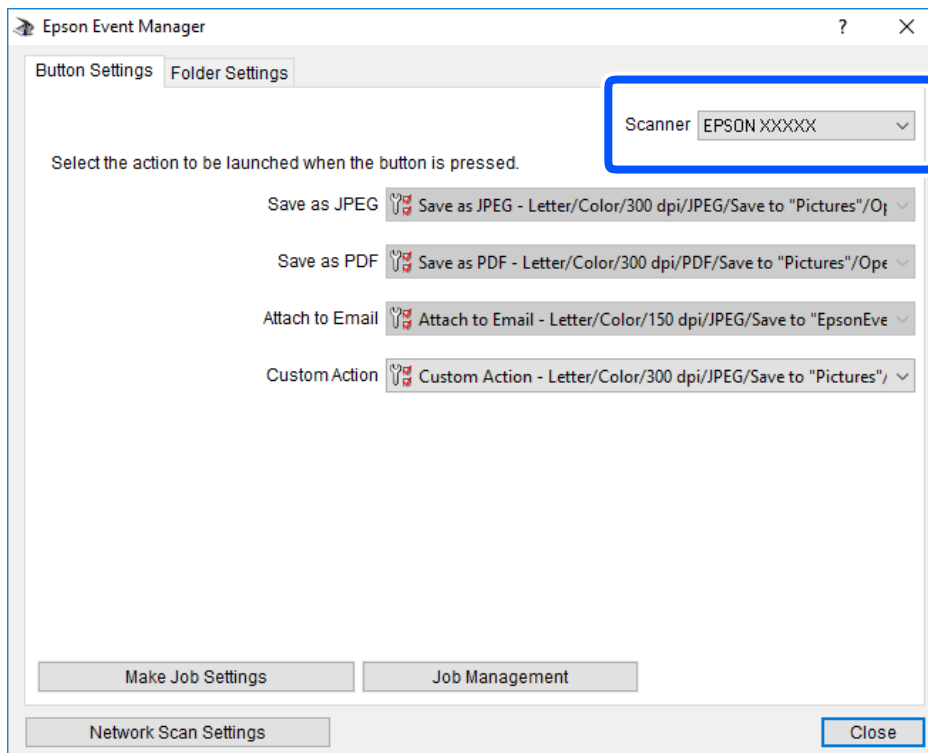 Epson Event Manager
Button Settings Folder Settings
Scanner EPSON XXXXX
Select the action to be launched when the button is pressed.
Save as JPEG Save as JPEG - Letter/Color/300 dpi/JPEG/Save to "Pictures"/Op
Save as PDF Save as PDF - Letter/Color/300 dpi/PDF/Save to "Pictures"/Ope
Attach to Email Attach to Email - Letter/Color/150 dpi/JPEG/Save to "EpsonEve
Custom Action Custom Action - Letter/Color/300 dpi/JPEG/Save to "Pictures"/
Make Job Settings Job Management
Network Scan Settings Close